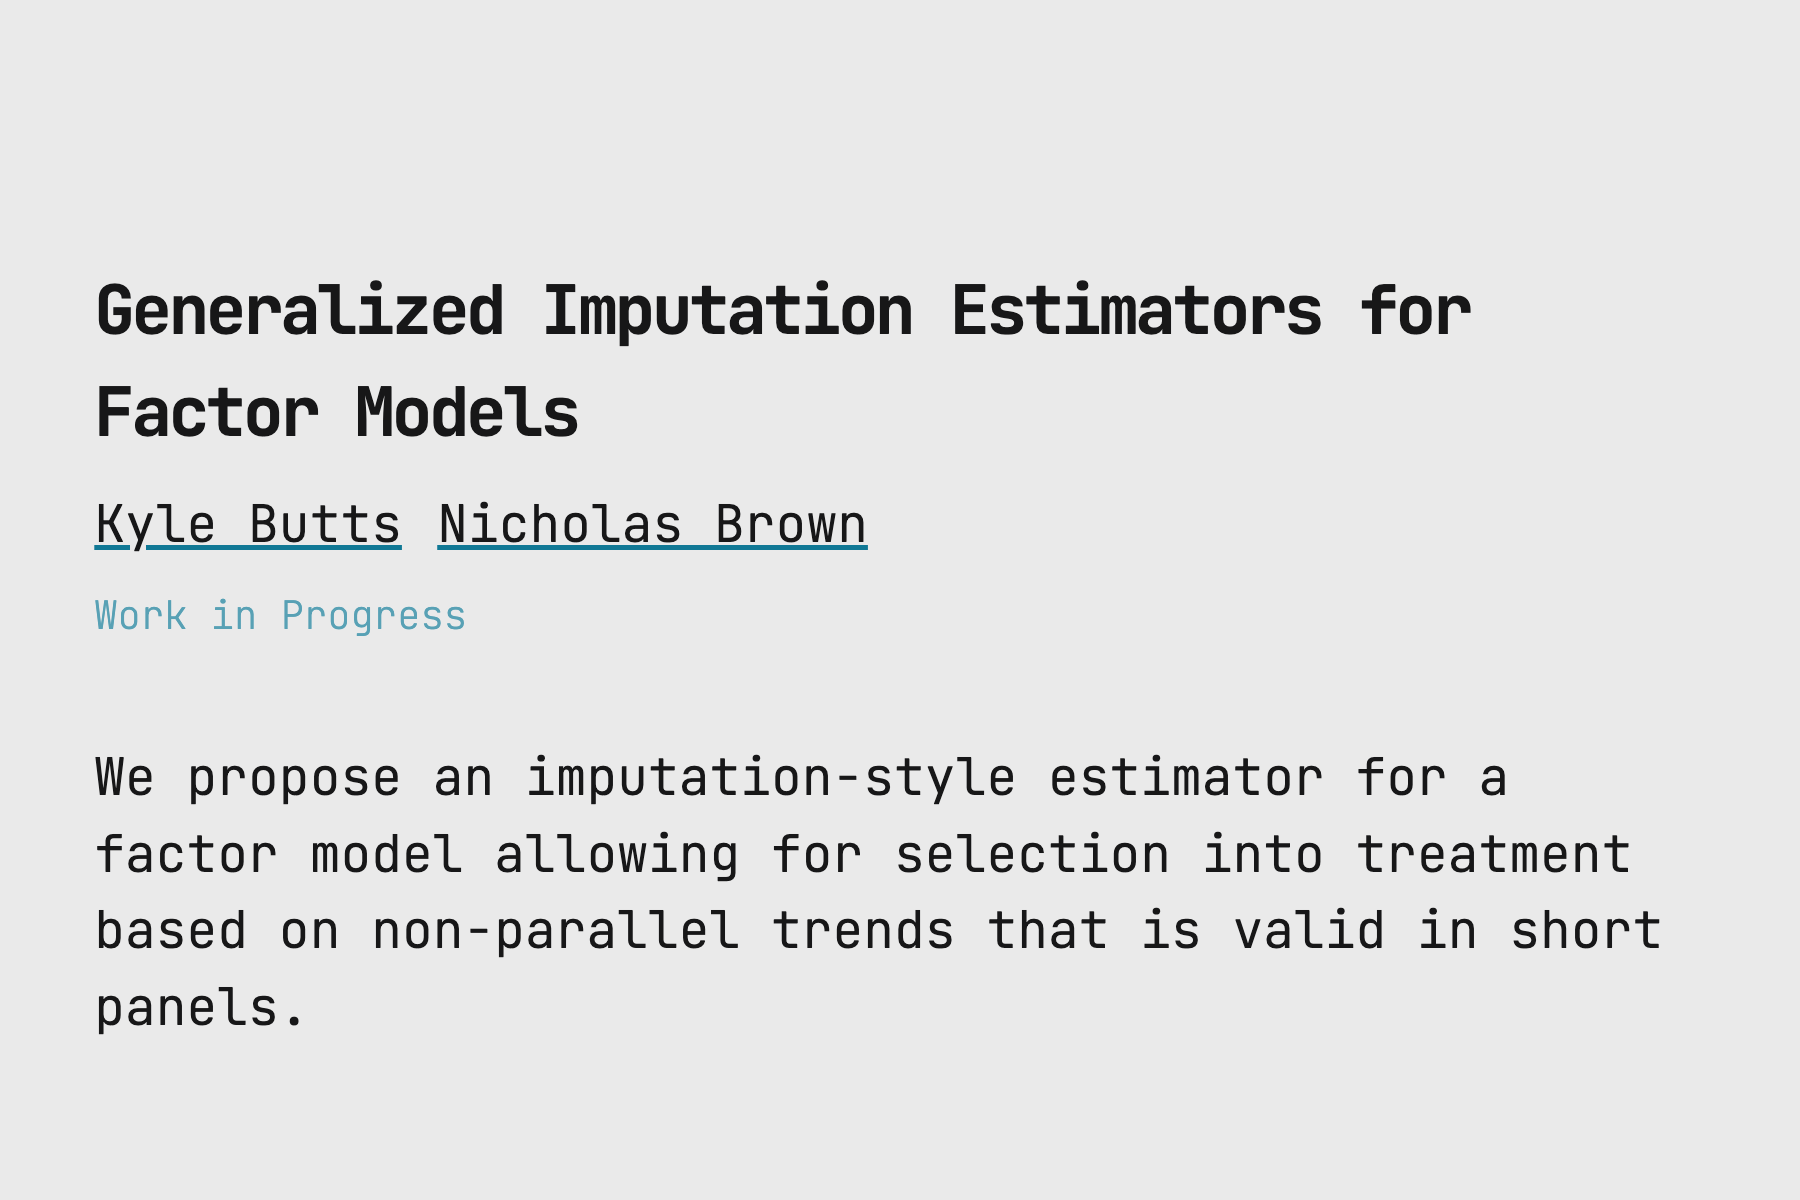 Generalized Imputation Estimators for
Factor Models
Kyle Butts Nicholas Brown
Work in Progress
We propose an imputation-style estimator for a
factor model allowing for selection into treatment
based on non-parallel trends that is valid in short
panels.